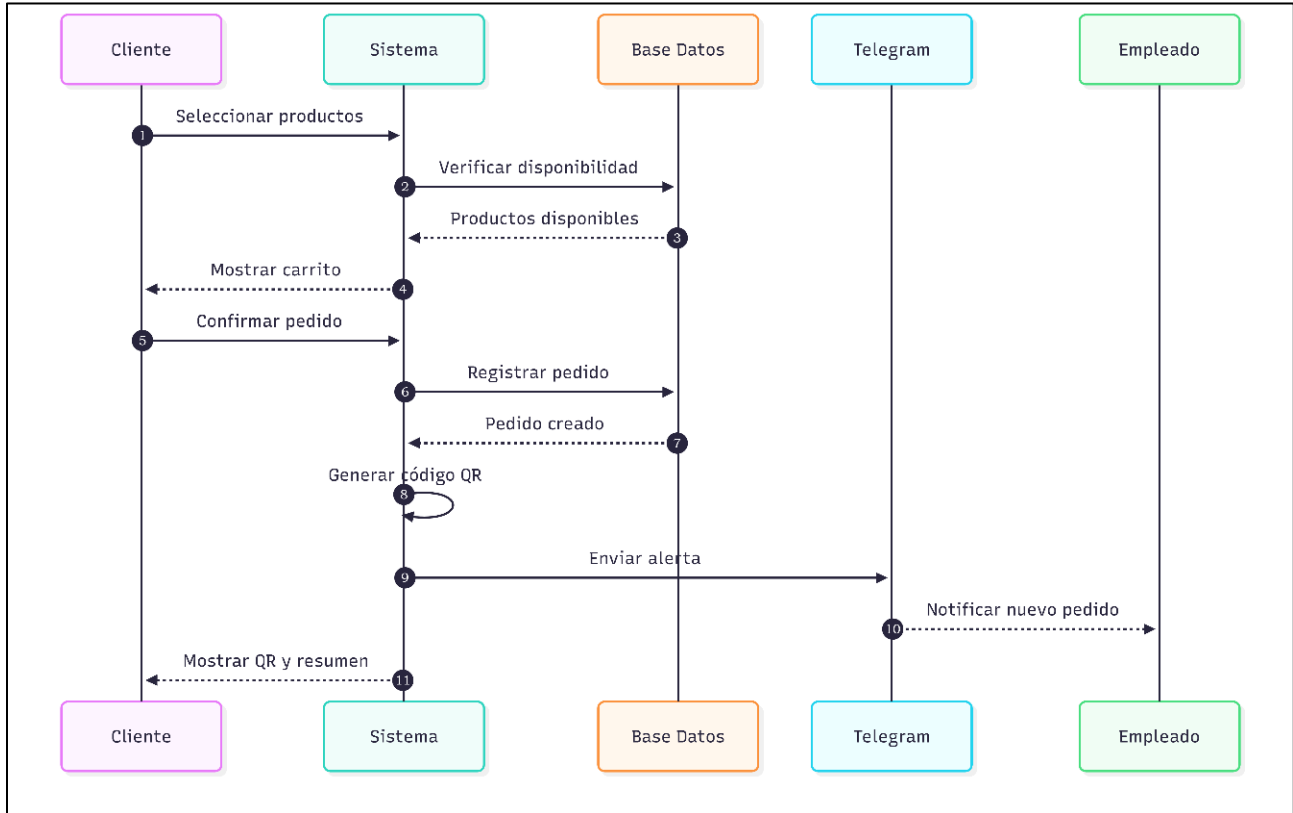 Cliente
Sistema
Base Datos
Telegram
Empleado
Seleccionar productos
1
Verificar disponibilidad
2
Productos disponibles
3
Mostrar carrito
4
Confirmar pedido
5
Registrar pedido
6
Pedido creado
7
Generar código QR
8
Enviar alerta
9
Notificar nuevo pedido
10
Mostrar QR y resumen
11
Cliente
Sistema
Base Datos
Telegram
Empleado